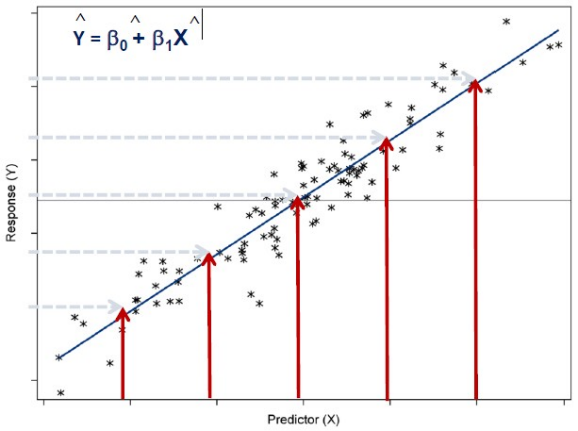 Ŷ = β̂₀ + β̂₁X
Response (Y)
Predictor (X)